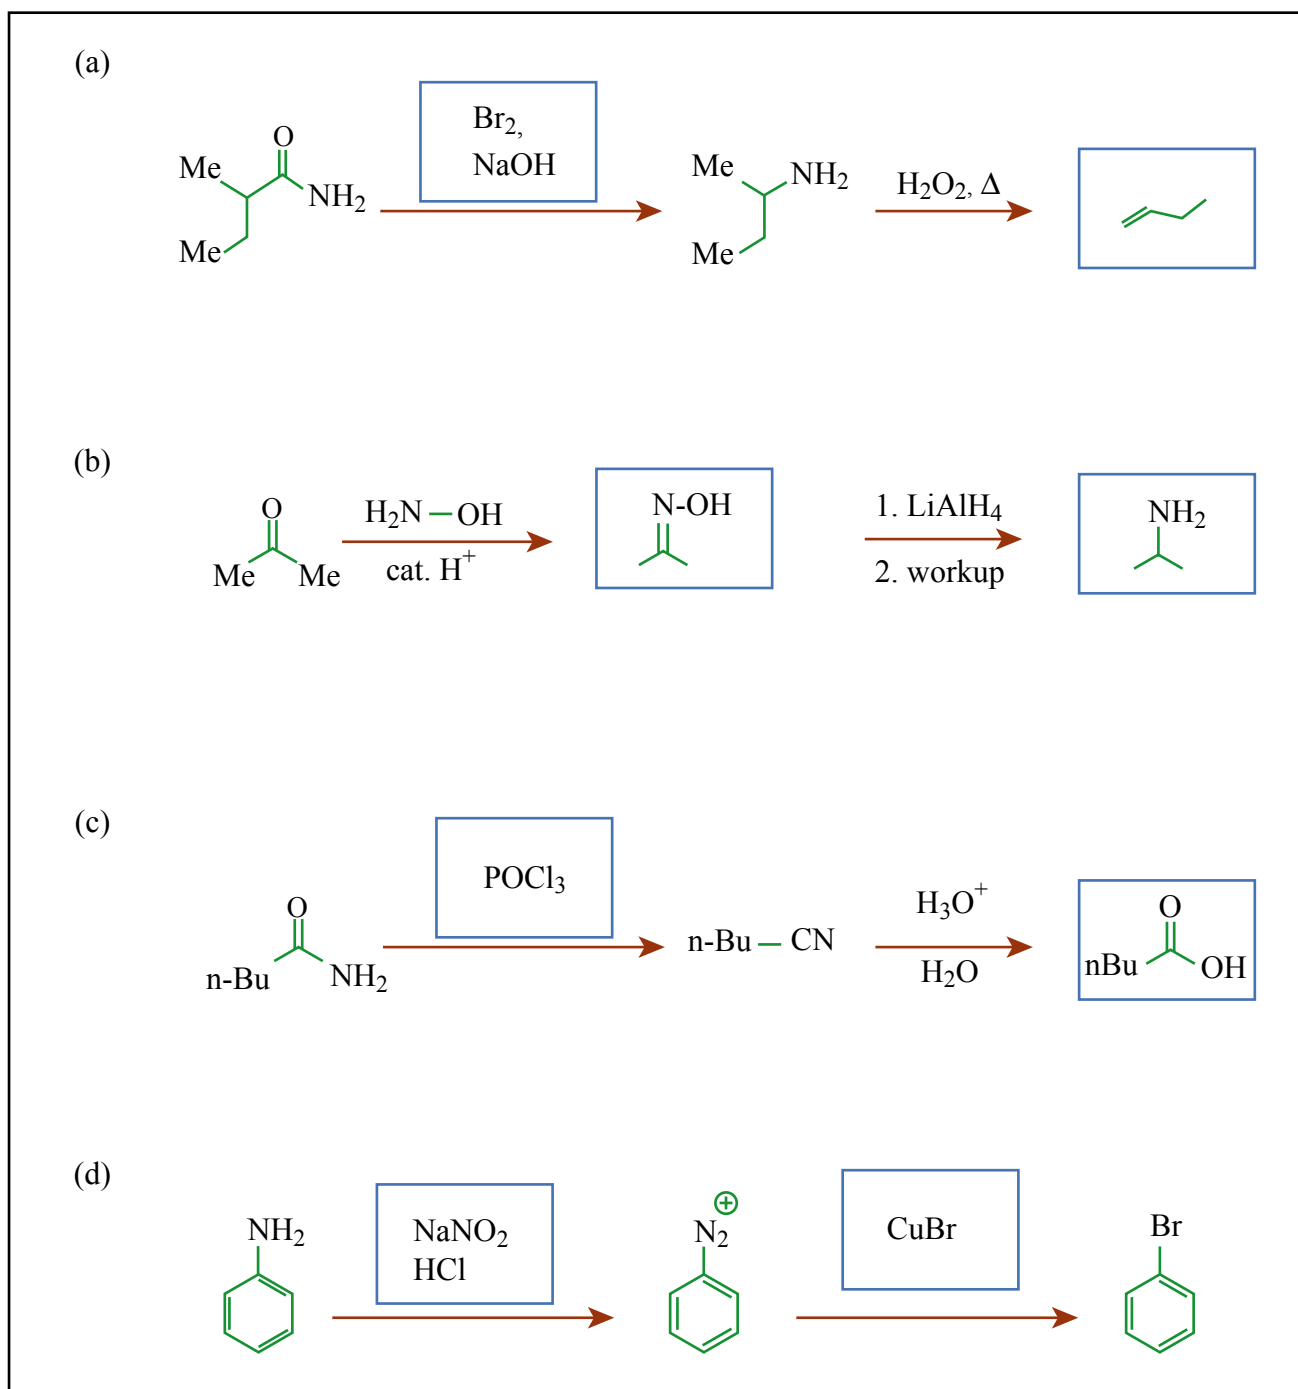 (a)
Br2,
NaOH
O
Me
NH2
Me
Me
NH2
Me
H2O2, Δ
(b)
O
Me
Me
H2N
OH
cat. H+
N-OH
1. LiAlH4
2. workup
NH2
(c)
POCl3
O
n-Bu
NH2
n-Bu
CN
H3O+
H2O
O
nBu
OH
(d)
NH2
NaNO2
HCl
N2
+
CuBr
Br